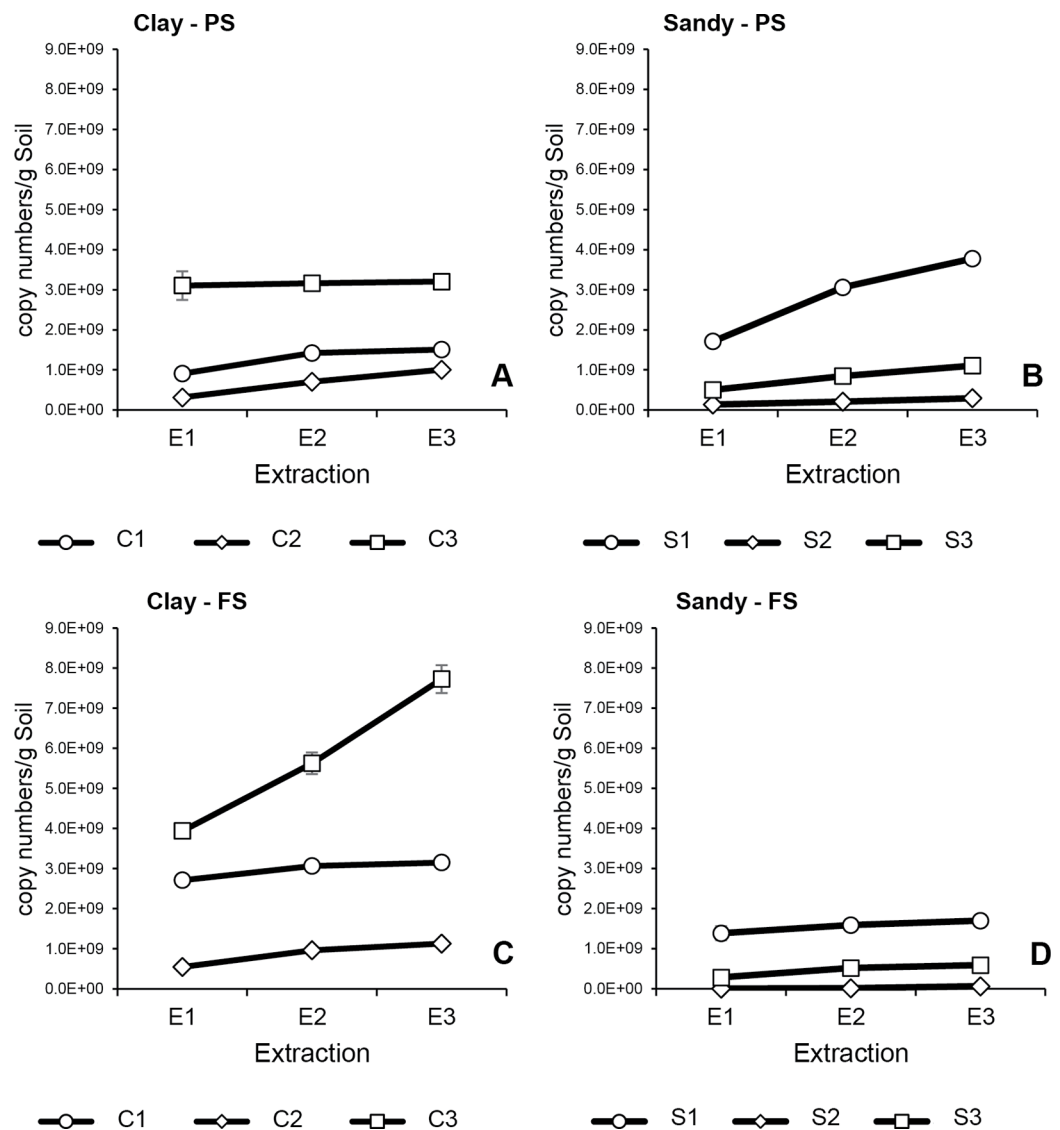 Clay - PS
9.0E+09
8.0E+09
7.0E+09
6.0E+09
5.0E+09
4.0E+09
3.0E+09
2.0E+09
1.0E+09
0.0E+00
copy numbers/g Soil
A
E1 E2 E3
Extraction
C1 C2 C3
Sandy - PS
9.0E+09
8.0E+09
7.0E+09
6.0E+09
5.0E+09
4.0E+09
3.0E+09
2.0E+09
1.0E+09
0.0E+00
copy numbers/g Soil
B
E1 E2 E3
Extraction
S1 S2 S3
Clay - FS
9.0E+09
8.0E+09
7.0E+09
6.0E+09
5.0E+09
4.0E+09
3.0E+09
2.0E+09
1.0E+09
0.0E+00
copy numbers/g Soil
C
E1 E2 E3
Extraction
C1 C2 C3
Sandy - FS
9.0E+09
8.0E+09
7.0E+09
6.0E+09
5.0E+09
4.0E+09
3.0E+09
2.0E+09
1.0E+09
0.0E+00
copy numbers/g Soil
D
E1 E2 E3
Extraction
S1 S2 S3